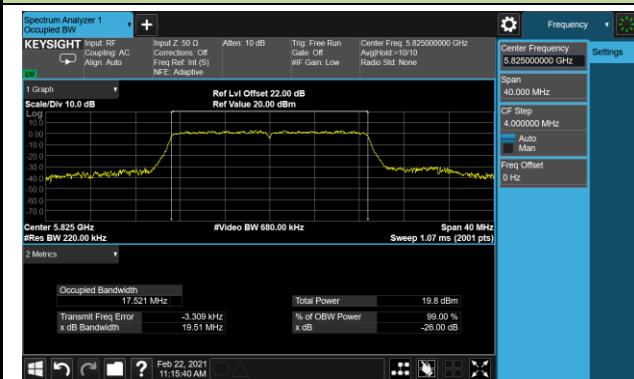 Spectrum Analyzer 1
Occupied BW
Frequency
KEYSIGHT
Input: RF
Coupling: AC
Align: Auto
Input Z: 50 Ω
Corrections: Off
Freq Ref: Int (S)
NFE: Adaptive
Atten: 10 dB
Trig: Free Run
Gate: Off
#IF Gain: Low
Center Freq: 5.825000000 GHz
Avg|Hold:>10/10
Radio Std: None
Center Frequency
5.825000000 GHz
Settings
Span
40.000 MHz
CF Step
4.000000 MHz
Auto
Man
Freq Offset
0 Hz
1 Graph
Scale/Div 10.0 dB
Ref Lvl Offset 22.00 dB
Ref Value 20.00 dBm
Log
10.0
0.00
-10.0
-20.0
-30.0
-40.0
-50.0
-60.0
-70.0
Center 5.825 GHz
#Res BW 220.00 kHz
#Video BW 680.00 kHz
Span 40 MHz
Sweep 1.07 ms (2001 pts)
2 Metrics
Occupied Bandwidth
17.521 MHz
Total Power 19.8 dBm
Transmit Freq Error -3.309 kHz
% of OBW Power 99.00 %
x dB Bandwidth 19.51 MHz
x dB -26.00 dB
?
Feb 22, 2021
11:15:40 AM